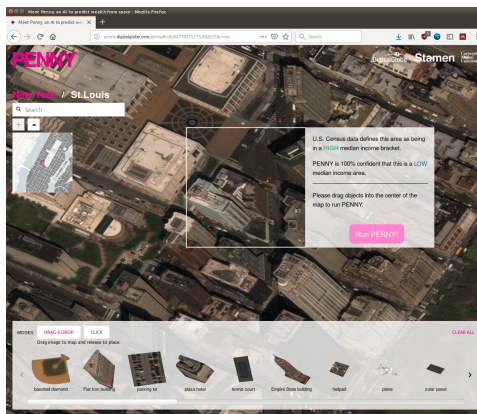 Meet Penny, an AI to predict wealth from space - Mozilla Firefox
Meet Penny, an AI to predict we
Search
PENNY
DigitalGlobe
Stamen
New York / St.Louis
Search
+ -
U.S. Census data defines this area as being
in a HIGH median income bracket.
PENNY is 100% confident that this is a LOW
median income area.
Please drag objects into the center of the
map to run PENNY.
Run PENNY!
MODES DRAG & DROP CLICK CLEAR ALL
Drag image to map and release to place.
baseball diamond Flat Iron building parking lot plaza hotel tennis court Empire State building helipad plane solar panel